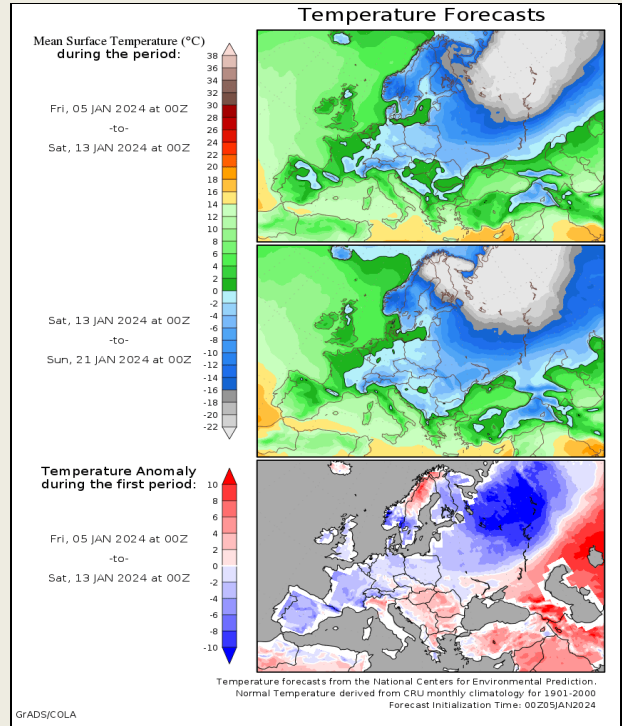 Temperature Forecasts
Mean Surface Temperature (°C)
during the period:
38
36
34
32
30
28
26
24
22
20
18
16
14
12
10
8
6
4
2
0
-2
-4
-6
-8
-10
-12
-14
-16
-18
-20
-22
Fri, 05 JAN 2024 at 00Z
-to-
Sat, 13 JAN 2024 at 00Z
Sat, 13 JAN 2024 at 00Z
-to-
Sun, 21 JAN 2024 at 00Z
Temperature Anomaly
during the first period:
10
8
6
4
2
0
-2
-4
-6
-8
-10
Fri, 05 JAN 2024 at 00Z
-to-
Sat, 13 JAN 2024 at 00Z
Temperature forecasts from the National Centers for Environmental Prediction.
Normal Temperature derived from CRU monthly climatology for 1901-2000
Forecast Initialization Time: 00Z05JAN2024
GrADS/COLA